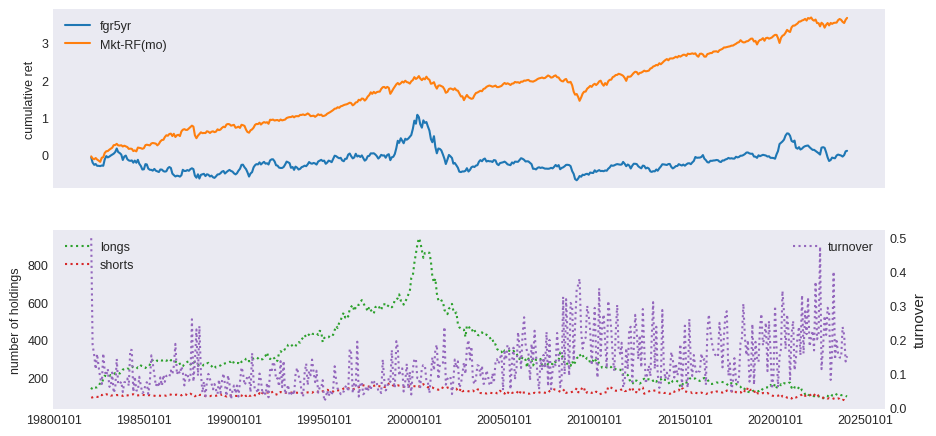 fgr5yr
Mkt-RF(mo)
cumulative ret
3
2
1
0
longs
shorts
turnover
number of holdings
800
600
400
200
0.5
0.4
0.3
0.2
0.1
0.0
turnover
19800101 19850101 19900101 19950101 20000101 20050101 20100101 20150101 20200101 20250101